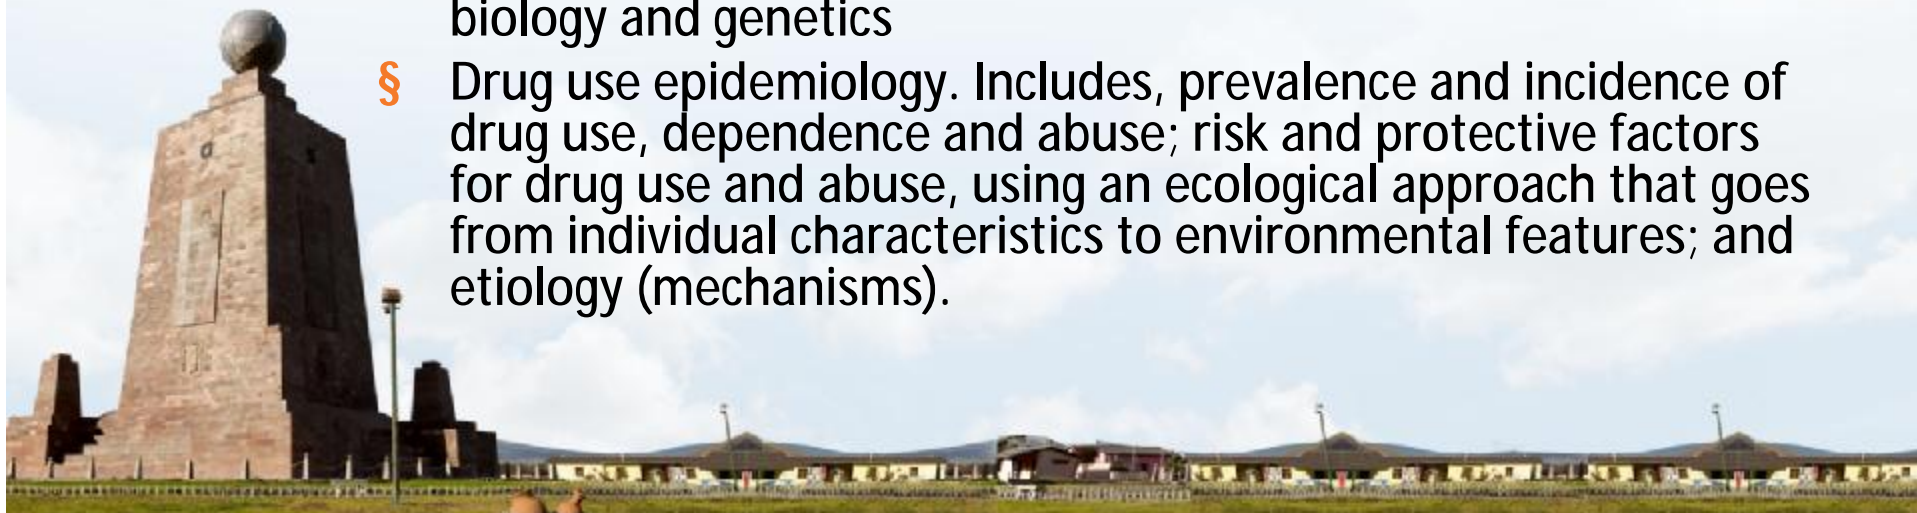 biology and genetics
§ Drug use epidemiology. Includes, prevalence and incidence of
drug use, dependence and abuse; risk and protective factors
for drug use and abuse, using an ecological approach that goes
from individual characteristics to environmental features; and
etiology (mechanisms).